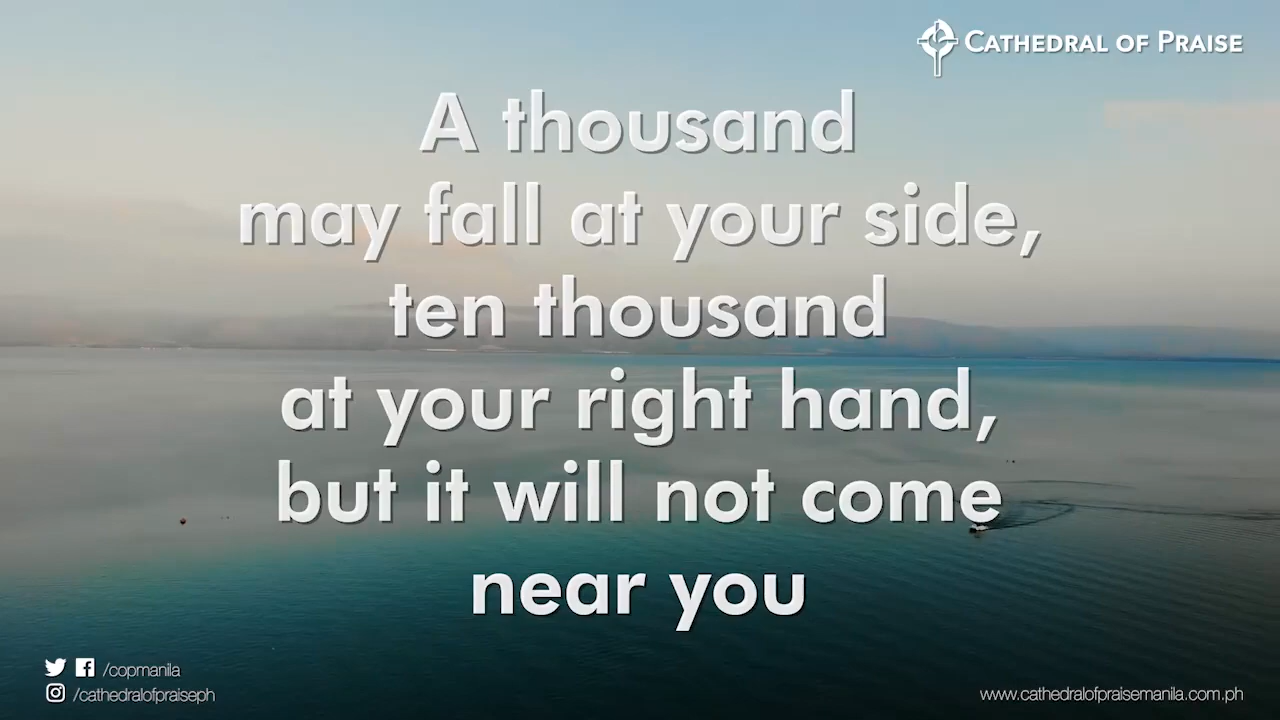 CATHEDRAL OF PRAISE
A thousand
may fall at your side,
ten thousand
at your right hand,
but it will not come
near you
/copmanila
/cathedralofpraiseph
www.cathedralofpraisemanila.com.ph